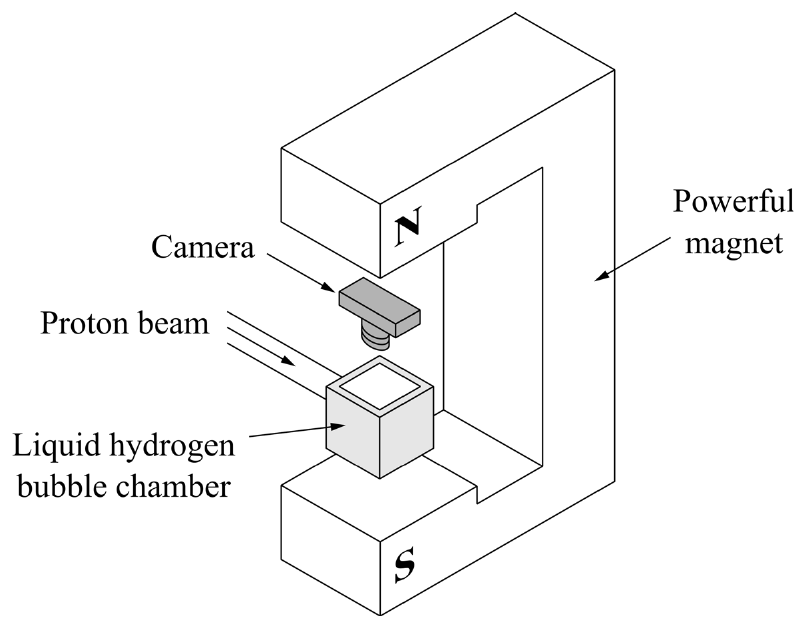 N
Powerful
magnet
Camera
Proton beam
Liquid hydrogen
bubble chamber
S